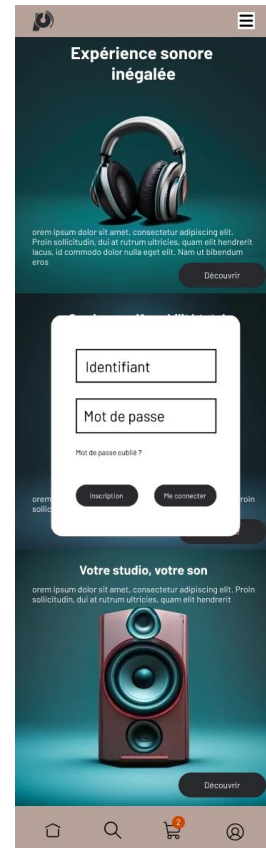 Expérience sonore
inégalée
orem ipsum dolor sit amet, consectetur adipiscing elit.
Proin sollicitudin, dui at rutrum ultricies, quam elit hendrerit
lacus, id commodo dolor nulla eget elit. Nam ut bibendum
eros
Découvrir
Identifiant
Mot de passe
Mot de passe oublié ?
Inscription
Me connecter
orem
roin
sollic
Votre studio, votre son
orem ipsum dolor sit amet, consectetur adipiscing elit. Proin
sollicitudin, dui at rutrum ultricies, quam elit hendrerit
Découvrir
2